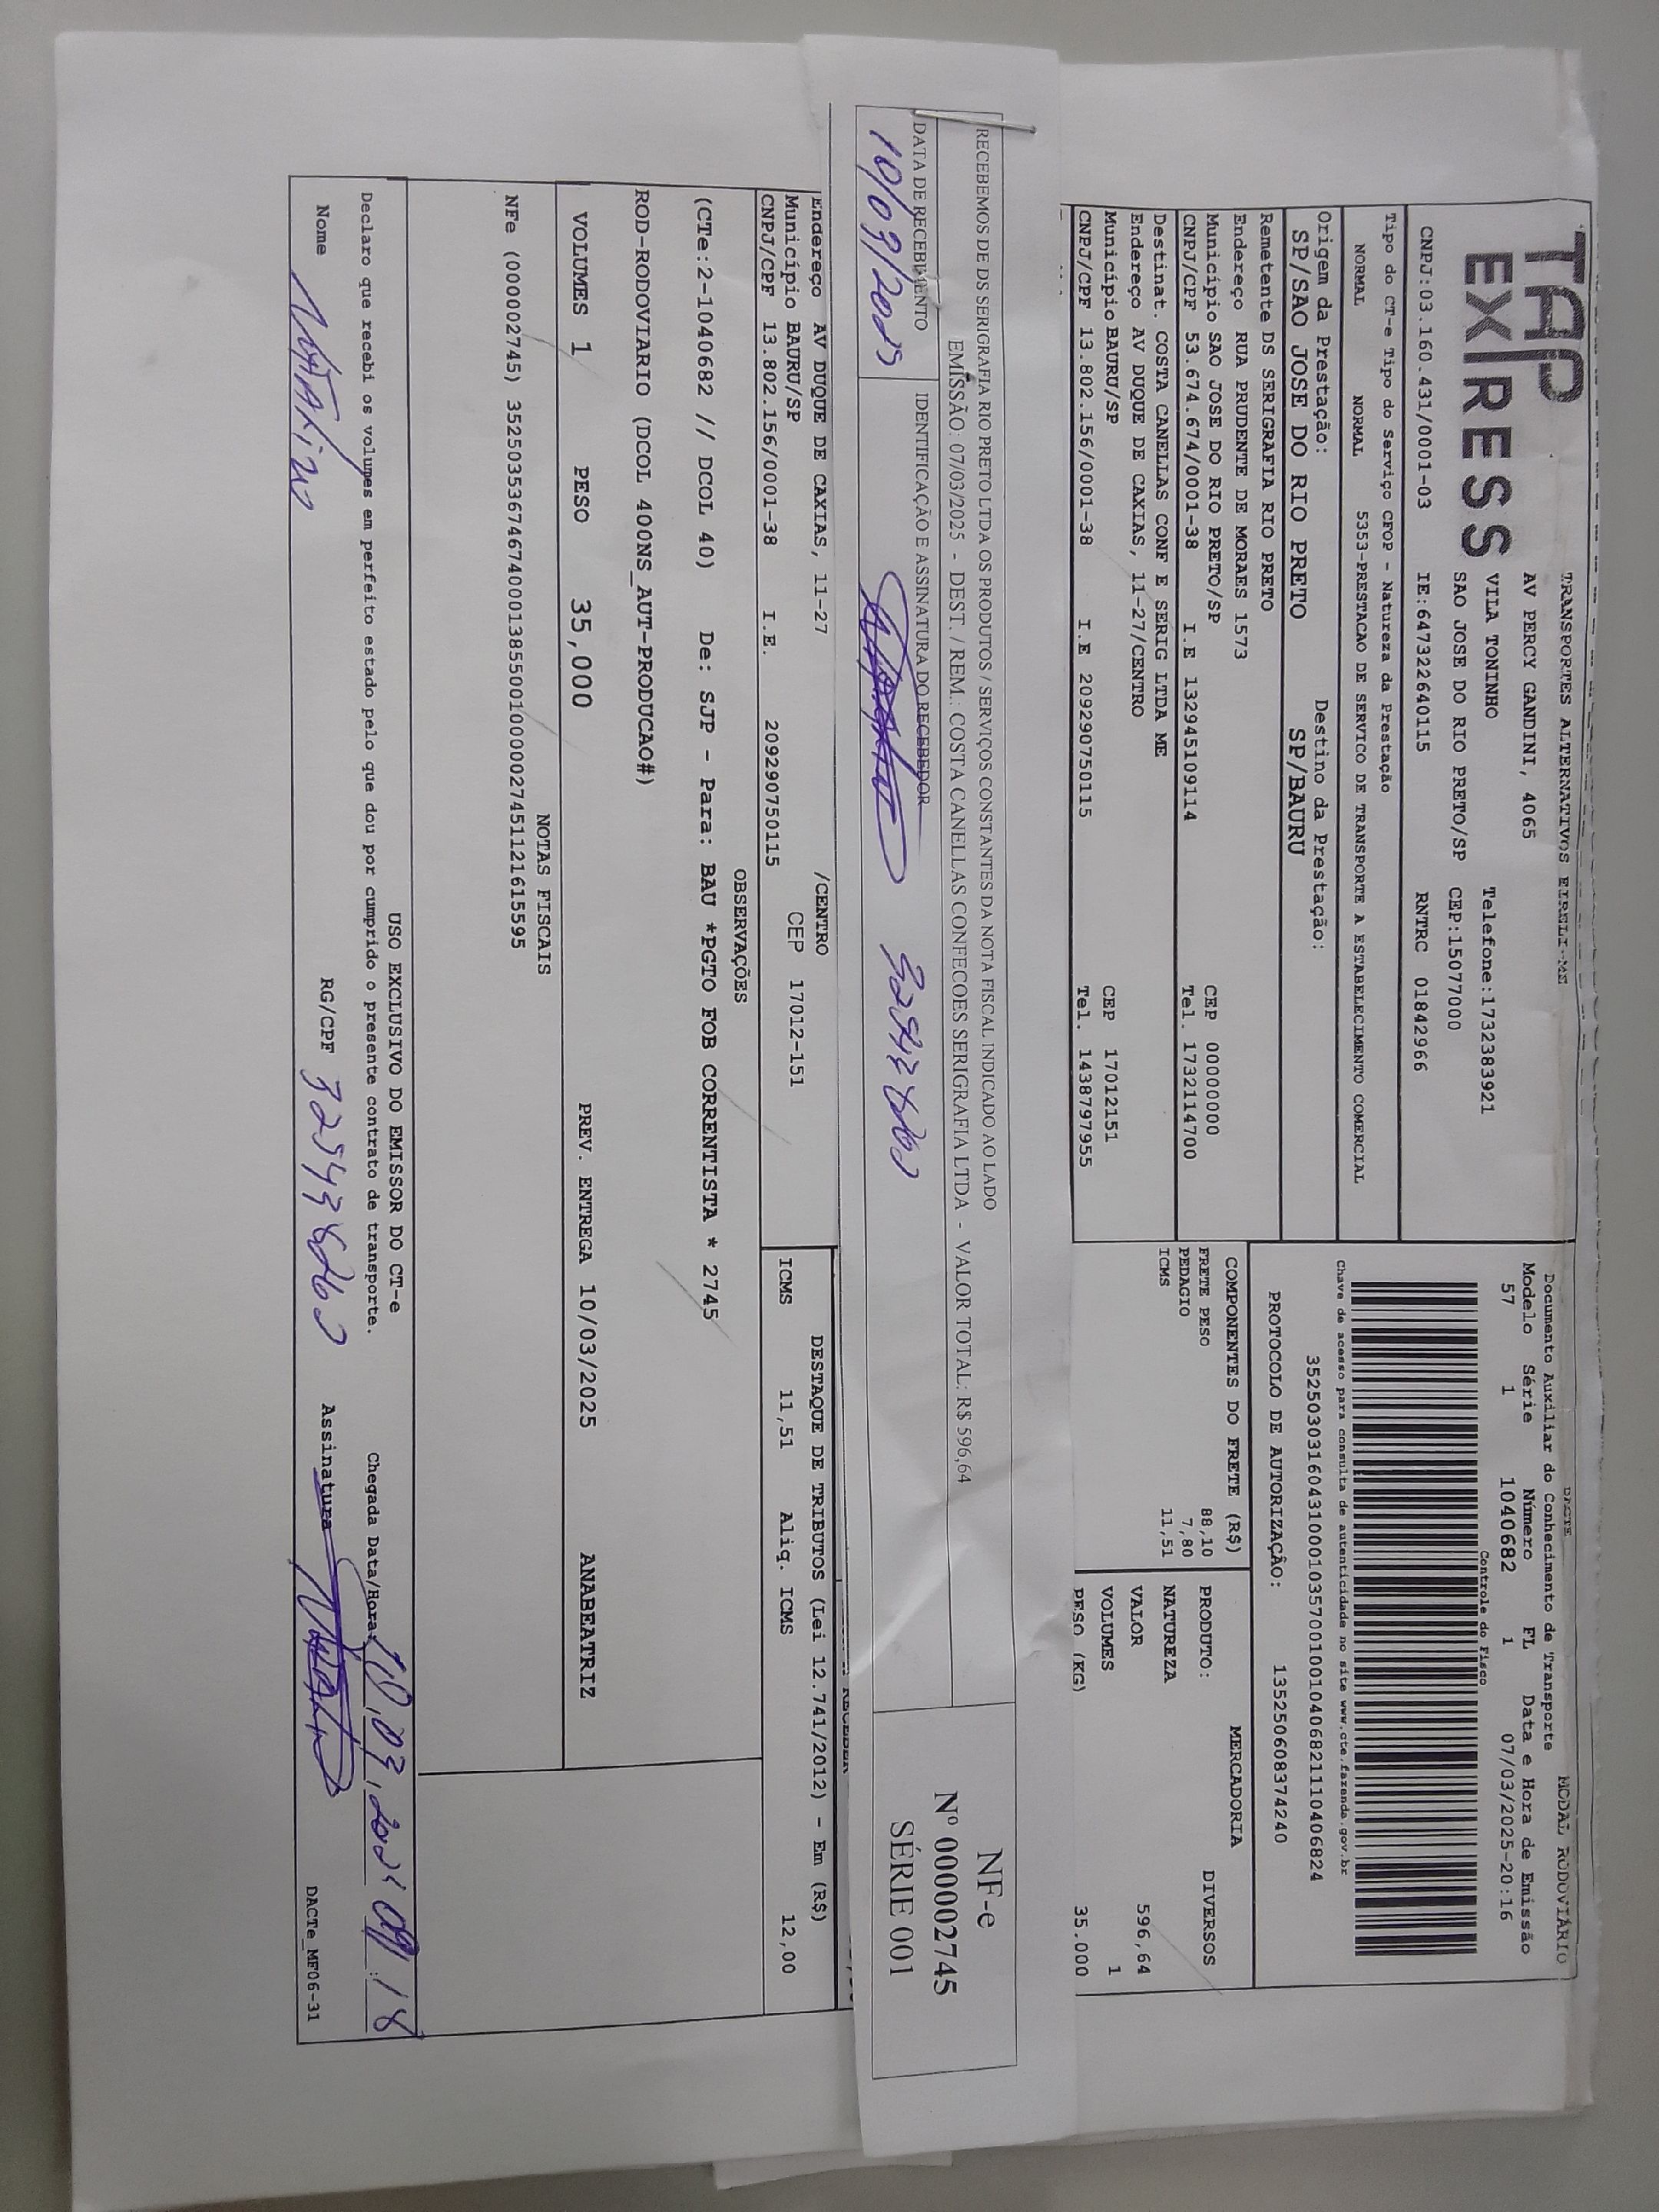 TAP
EXPRESS
TRANSPORTES ALTERNATIVOS EIRELI-ME
AV PERCY GANDINI, 4065
VILA TONINHO Telefone:1732383921
SAO JOSE DO RIO PRETO/SP CEP:15077000
CNPJ:03.160.431/0001-03 IE:647322640115 RNTRC 01842966
Tipo do CT-e Tipo do Serviço CFOP - Natureza da Prestação
NORMAL NORMAL 5353-PRESTACAO DE SERVICO DE TRANSPORTE A ESTABELECIMENTO COMERCIAL
Origem da Prestação: Destino da Prestação:
SP/SAO JOSE DO RIO PRETO SP/BAURU
Remetente DS SERIGRAFIA RIO PRETO
Endereço RUA PRUDENTE DE MORAES 1573
Município SAO JOSE DO RIO PRETO/SP CEP 00000000
CNPJ/CPF 53.674.674/0001-38 I.E 132945109114 Tel. 1732114700
Destinat. COSTA CANELLAS CONF E SERIG LTDA ME
Endereço AV DUQUE DE CAXIAS, 11-27/CENTRO
Município BAURU/SP CEP 17012151
CNPJ/CPF 13.802.156/0001-38 I.E 209290750115 Tel. 1438797955
DACTE MODAL RODOVIÁRIO
Documento Auxiliar do Conhecimento de Transporte
Modelo Série Número FL Data e Hora de Emissão
57 1 1040682 1 07/03/2025-20:16
Controle do Fisco
Chave de acesso para consulta de autenticidade no site www.cte.fazenda.gov.br
35250303160431000103570010010406821110406824
PROTOCOLO DE AUTORIZAÇÃO: 135250608374240
COMPONENTES DO FRETE (R$)
FRETE PESO 88,10
PEDAGIO 7,80
ICMS 11,51
MERCADORIA
PRODUTO: DIVERSOS
NATUREZA
VALOR 596,64
VOLUMES 1
PESO (KG) 35.000
RECEBEMOS DE DS SERIGRAFIA RIO PRETO LTDA OS PRODUTOS / SERVIÇOS CONSTANTES DA NOTA FISCAL INDICADO AO LADO
EMISSÃO: 07/03/2025 - DEST. / REM.: COSTA CANELLAS CONFECOES SERIGRAFIA LTDA - VALOR TOTAL: R$ 596,64
DATA DE RECEBIMENTO IDENTIFICAÇÃO E ASSINATURA DO RECEBEDOR
10/03/2025
NF-e
Nº 000002745
SÉRIE 001
RECEBER
Endereço AV DUQUE DE CAXIAS, 11-27 /CENTRO
Município BAURU/SP CEP 17012-151
CNPJ/CPF 13.802.156/0001-38 I.E. 209290750115
DESTAQUE DE TRIBUTOS (Lei 12.741/2012) - Em (R$)
ICMS 11,51 Aliq. ICMS 12,00
OBSERVAÇÕES
(CTe:2-1040682 // DCOL 40) De: SJP - Para: BAU *PGTO FOB CORRENTISTA * 2745
ROD-RODOVIARIO (DCOL 400NS_AUT-PRODUCAO#)
VOLUMES 1 PESO 35,000 PREV. ENTREGA 10/03/2025 ANABEATRIZ
NOTAS FISCAIS
NFe (000002745) 35250353674674000138550010000027451121615595
USO EXCLUSIVO DO EMISSOR DO CT-e
Declaro que recebi os volumes em perfeito estado pelo que dou por cumprido o presente contrato de transporte. Chegada Data/Hora: 10.03.2025 09:18
Nome Natalino RG/CPF Assinatura
DACTe_MF06-31